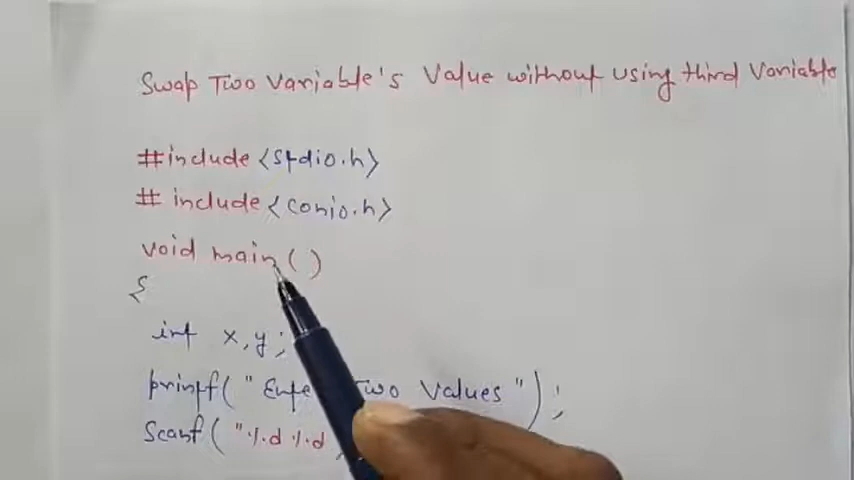 Swap Two Variable's Value without using third Variable
#include <stdio.h>
# include <conio.h>
void main ( )
{
int x,y;
printf( " Ente Two Values " ) ;
Scanf ( " %d %d